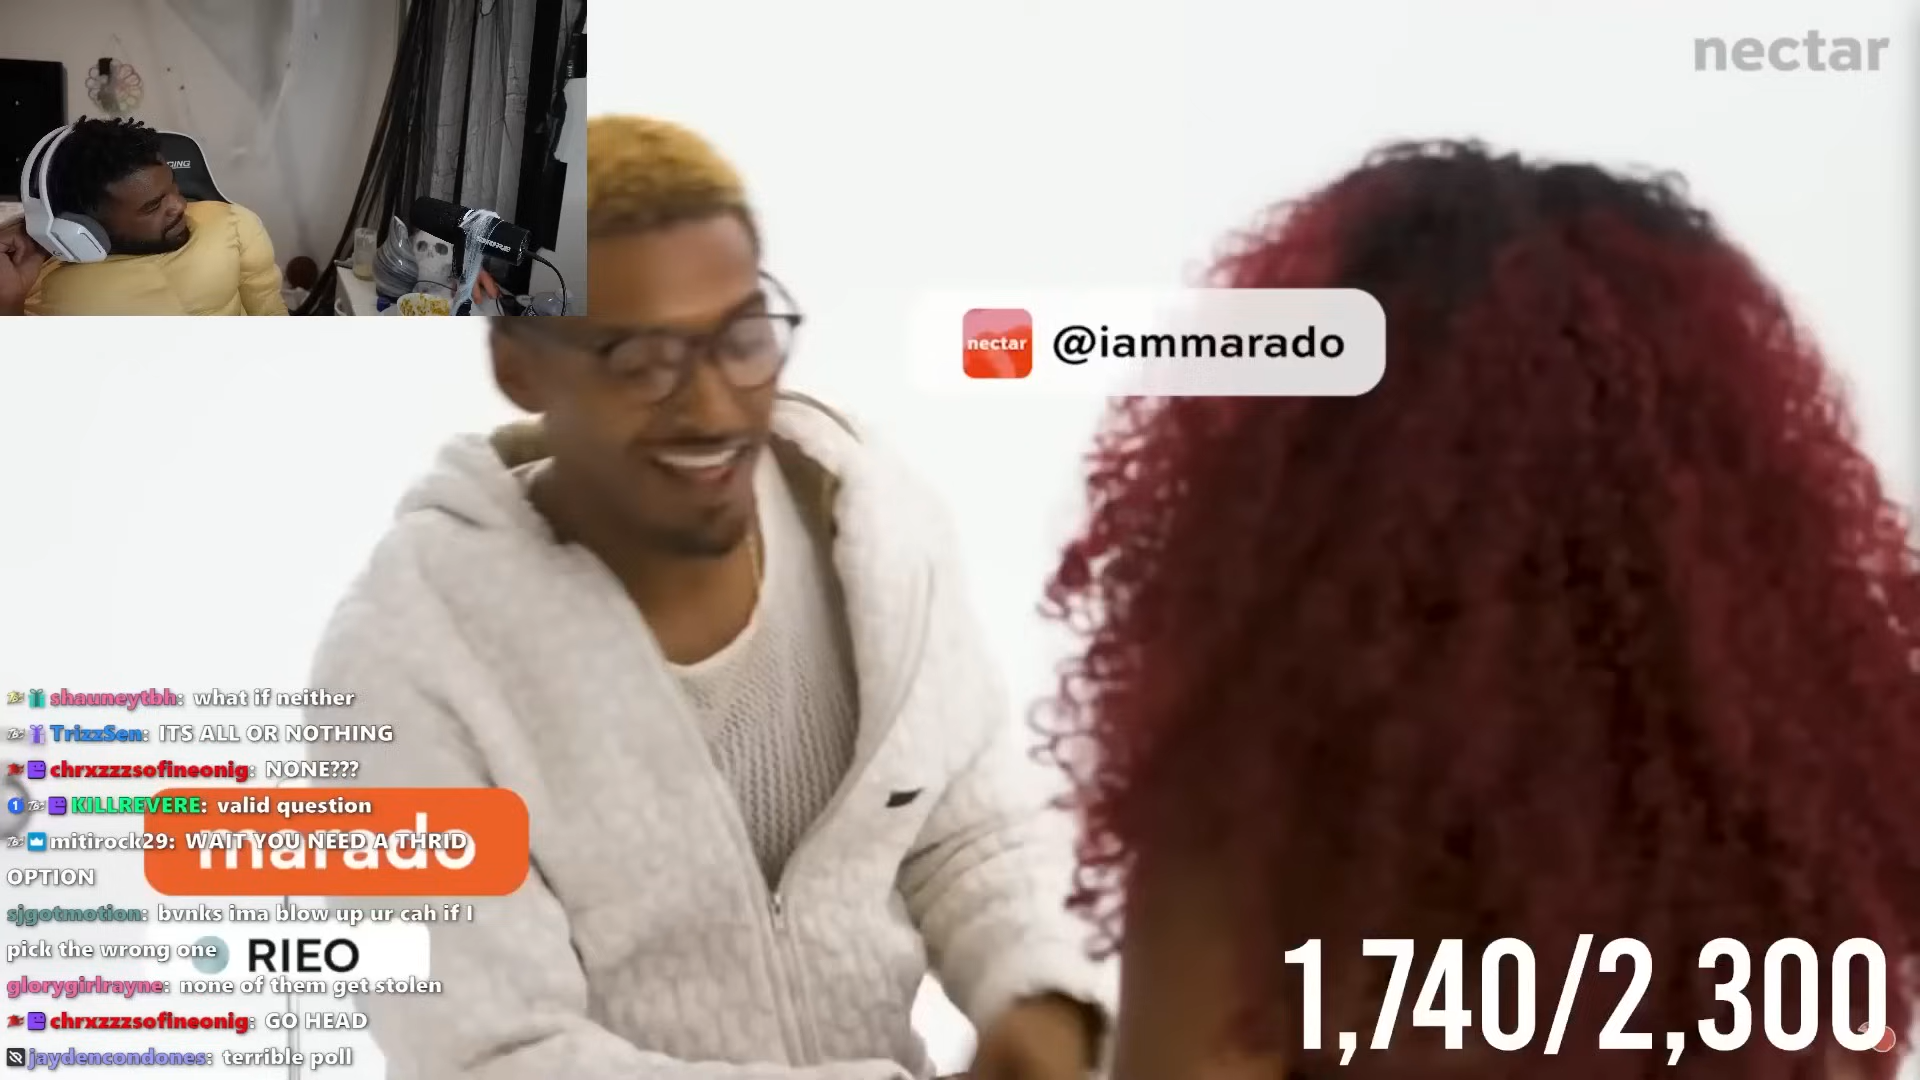 nectar
nectar @iammarado
shauneytbh: what if neither
TrizzSen: ITS ALL OR NOTHING
chrxzzzsofineonig: NONE???
1 KILLREVERE: valid question
mitirock29: WAIT YOU NEED A THRID
OPTION
marado
sjgotmotion: bvnks ima blow up ur cah if I
pick the wrong one
RIEO
glorygirlrayne: none of them get stolen
chrxzzzsofineonig: GO HEAD
jaydencondones: terrible poll
1,740/2,300